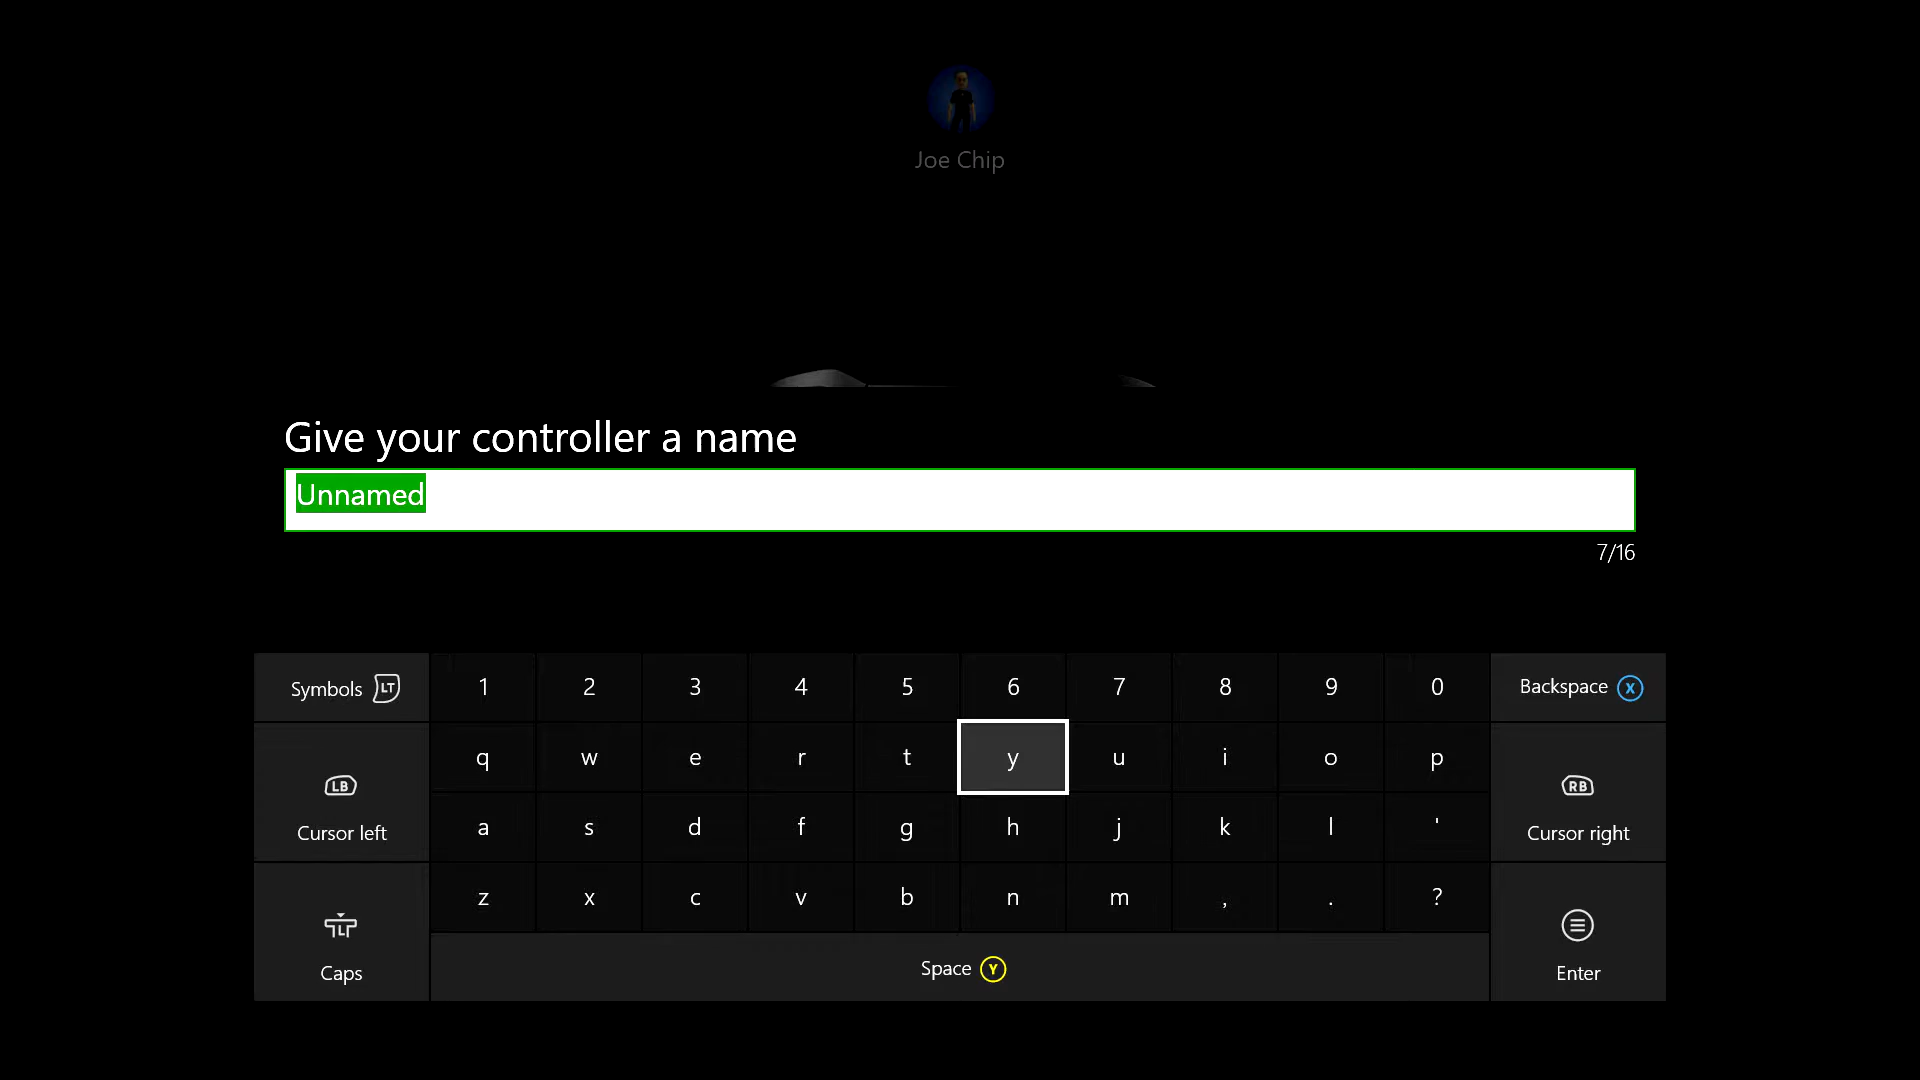 Joe Chip
Give your controller a name
Unnamed
7/16
Symbols LT 1 2 3 4 5 6 7 8 9 0 Backspace X
q w e r t y u i o p
LB RB
Cursor left a s d f g h j k l ' Cursor right
z x c v b n m , . ?
Caps Space Y Enter